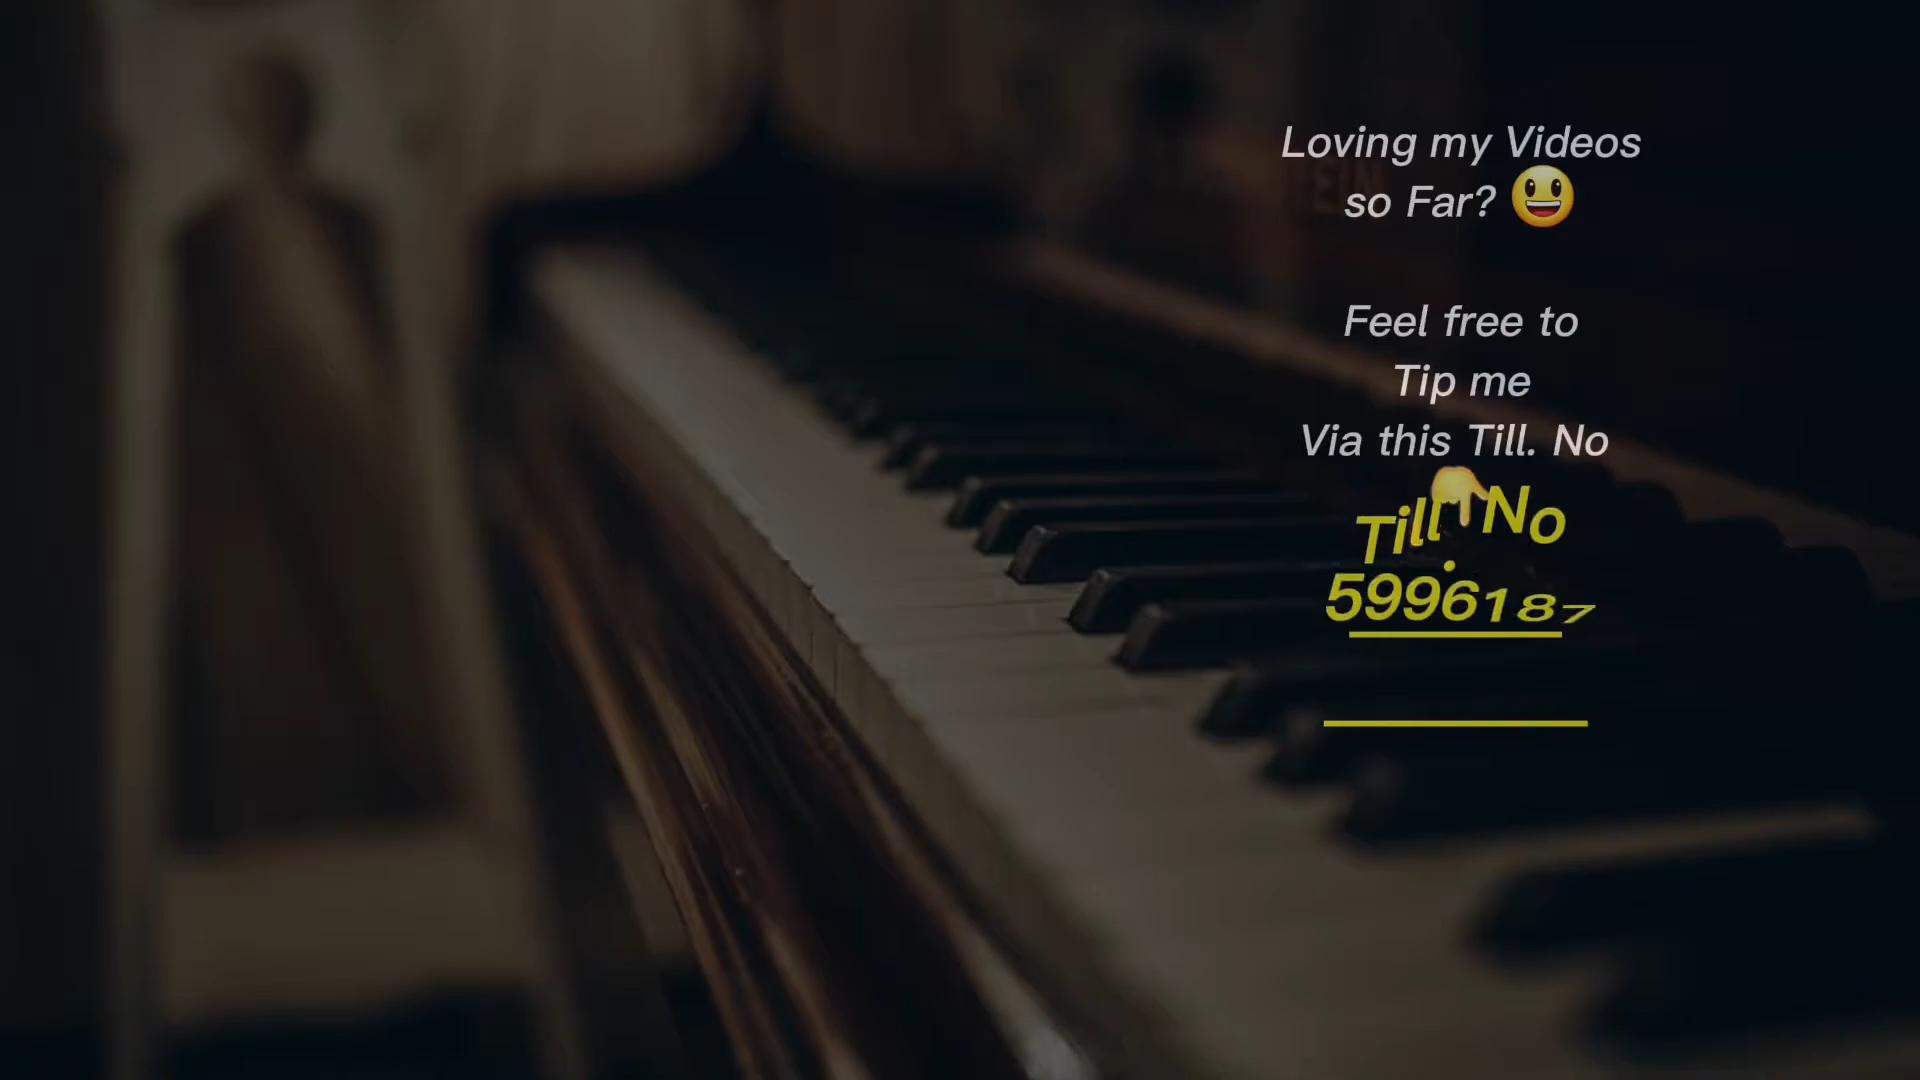 Loving my Videos
so Far? 😃
Feel free to
Tip me
Via this Till. No
👇
Till. No
5996187